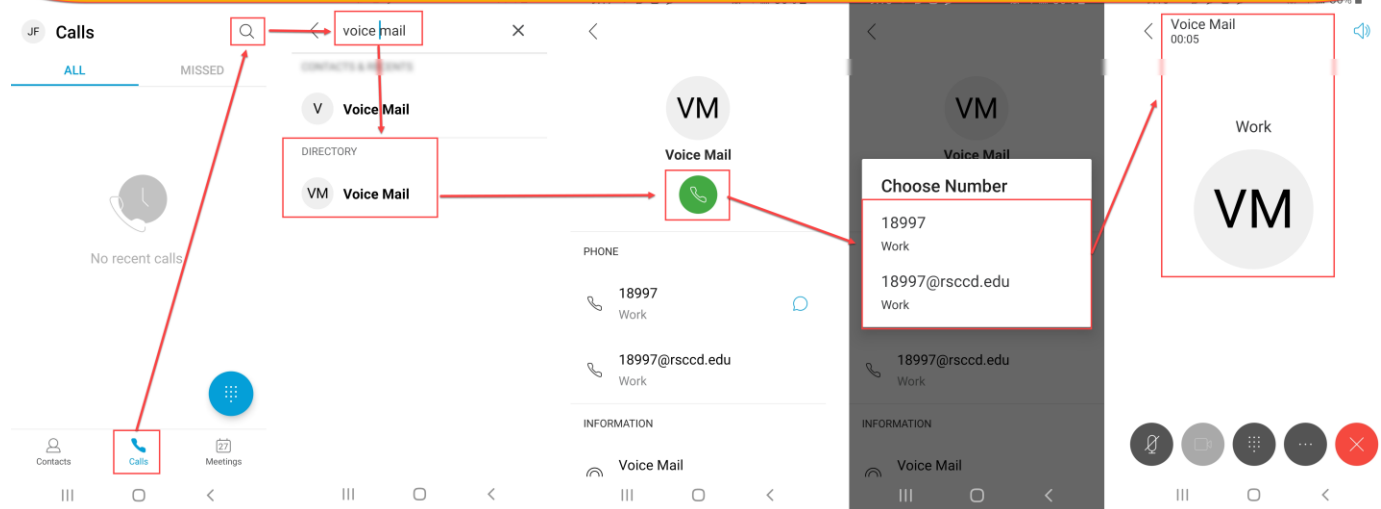 JF Calls
ALL MISSED
No recent calls
Contacts Calls 27 Meetings
voice mail
CONTACTS & RECENTS
V Voice Mail
DIRECTORY
VM Voice Mail
VM
Voice Mail
PHONE
18997
Work
18997@rsccd.edu
Work
INFORMATION
Voice Mail
VM
Voice Mail
Choose Number
18997
Work
18997@rsccd.edu
Work
18997@rsccd.edu
Work
INFORMATION
Voice Mail
Voice Mail
00:05
Work
VM